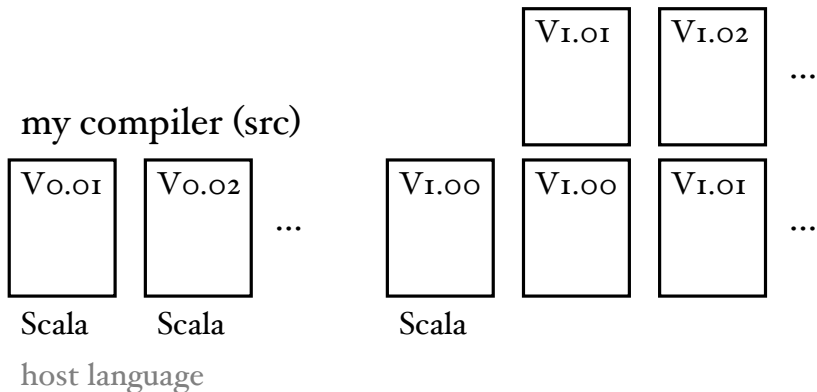 V1.01 V1.02
...
my compiler (src)
V0.01 V0.02 V1.00 V1.00 V1.01
... ...
Scala Scala Scala
host language